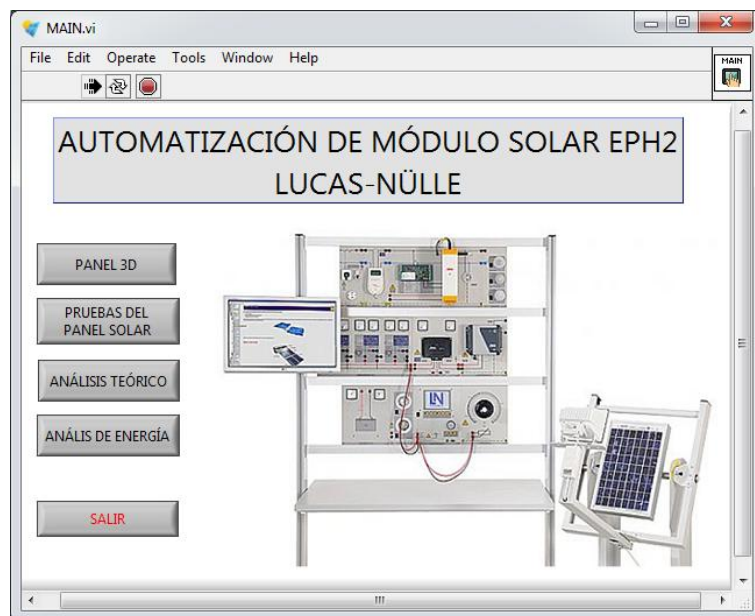 MAIN.vi
File Edit Operate Tools Window Help
MAIN
AUTOMATIZACIÓN DE MÓDULO SOLAR EPH2
LUCAS-NÜLLE
PANEL 3D
PRUEBAS DEL
PANEL SOLAR
ANÁLISIS TEÓRICO
ANÁLIS DE ENERGÍA
SALIR
LN